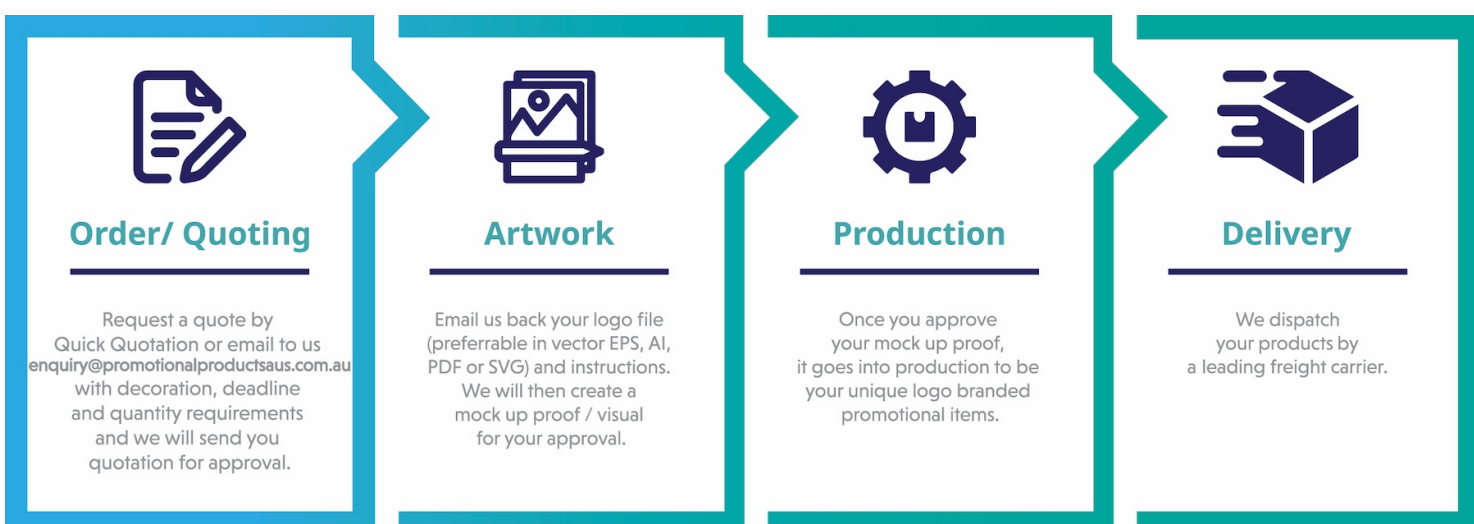 Order/ Quoting
Request a quote by
Quick Quotation or email to us
enquiry@promotionalproductsaus.com.au
with decoration, deadline
and quantity requirements
and we will send you
quotation for approval.
Artwork
Email us back your logo file
(preferrable in vector EPS, AI,
PDF or SVG) and instructions.
We will then create a
mock up proof / visual
for your approval.
Production
Once you approve
your mock up proof,
it goes into production to be
your unique logo branded
promotional items.
Delivery
We dispatch
your products by
a leading freight carrier.